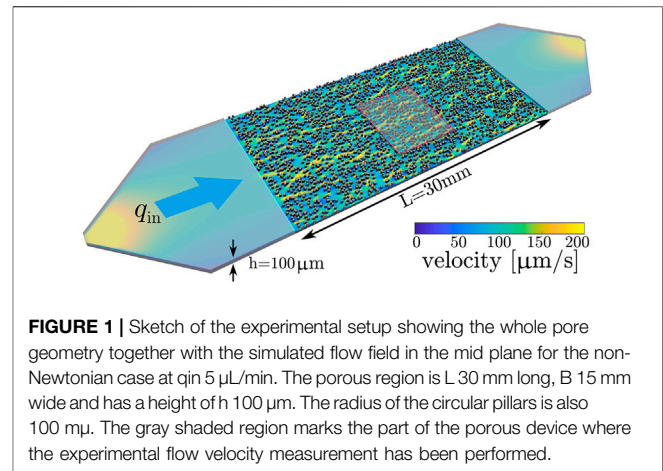 qin
h=100μm
L=30mm
0 50 100 150 200
velocity [μm/s]
FIGURE 1 | Sketch of the experimental setup showing the whole pore
geometry together with the simulated flow field in the mid plane for the non-
Newtonian case at qin 5 μL/min. The porous region is L 30 mm long, B 15 mm
wide and has a height of h 100 μm. The radius of the circular pillars is also
100 mμ. The gray shaded region marks the part of the porous device where
the experimental flow velocity measurement has been performed.